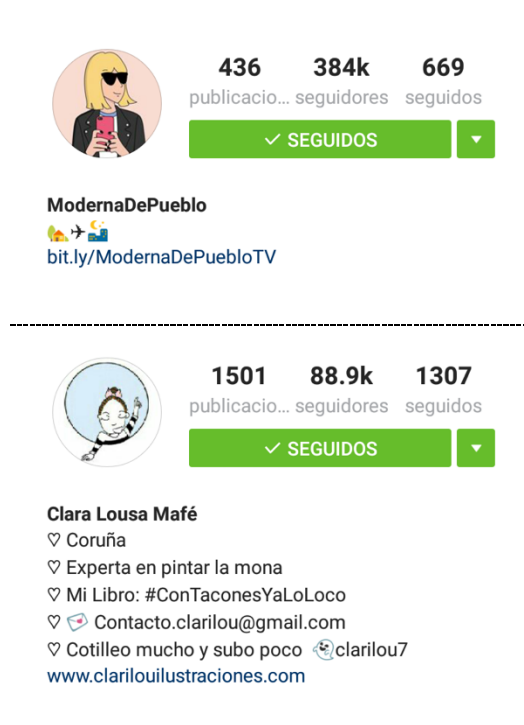 436 384k 669
publicacio... seguidores seguidos
✓ SEGUIDOS
ModernaDePueblo
🏡✈🌃
bit.ly/ModernaDePuebloTV
1501 88.9k 1307
publicacio... seguidores seguidos
✓ SEGUIDOS
Clara Lousa Mafé
♡ Coruña
♡ Experta en pintar la mona
♡ Mi Libro: #ConTaconesYaLoLoco
♡ 💌 Contacto.clarilou@gmail.com
♡ Cotilleo mucho y subo poco 👻clarilou7
www.clarilouilustraciones.com